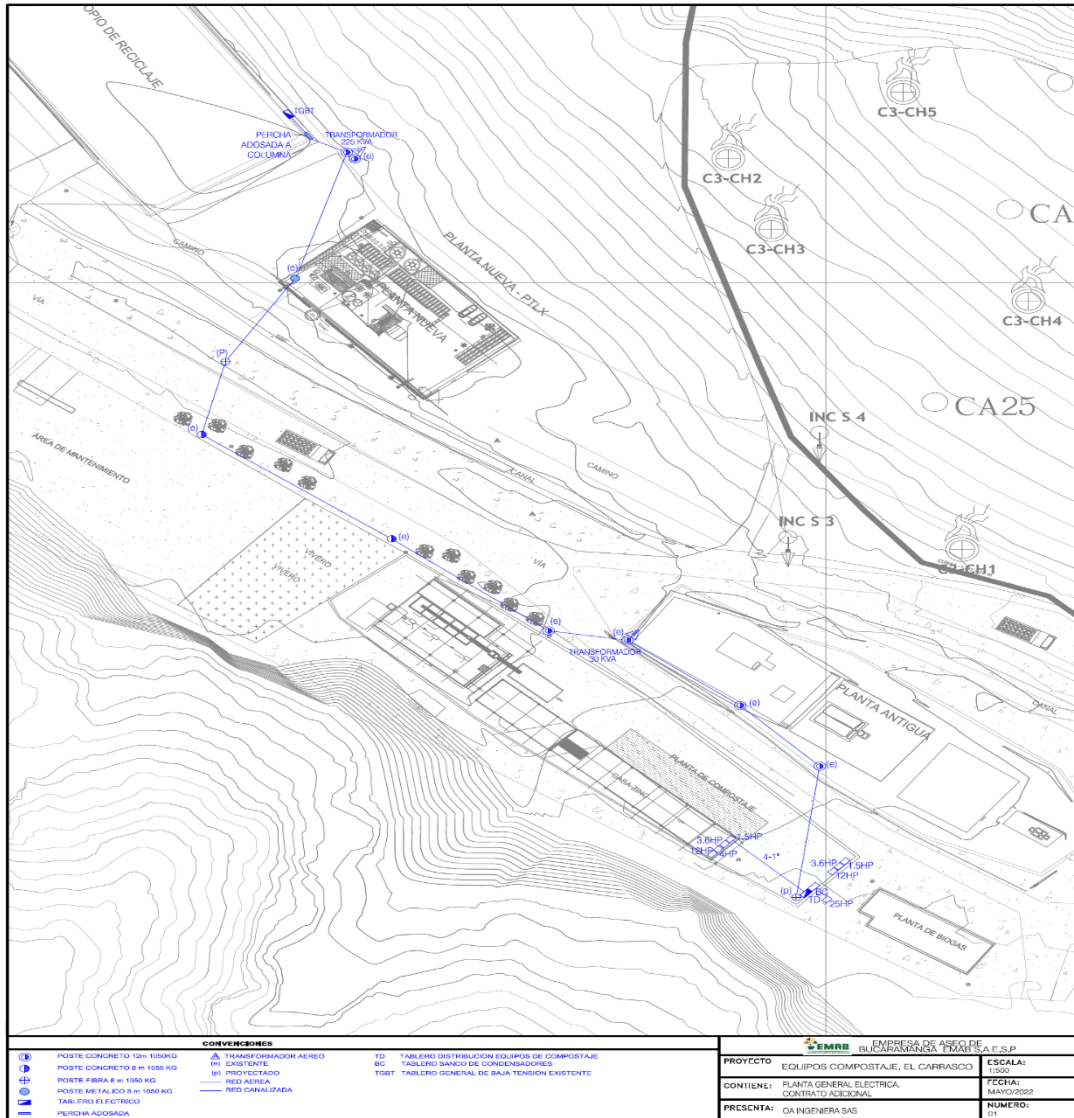 OPIO DE RECICLAJE
TGBT
PERCHA
ADOSADA A
COLUMNA
TRANSFORMADOR
225 KVA
(e)
C3-CH5
C3-CH2
C3-CH3
CA
C3-CH4
CAMINO
PLANTA NUEVA - PTLX
PLANTA NUEVA
(e)
VÍA
(P)
(e)
ÁREA DE MANTENIMIENTO
CA25
INC S 4
CANAL
CAMINO
INC S 3
(e)
VIVERO
VIVERO
VÍA
(e)
(e)
TRANSFORMADOR
30 KVA
(e)
PLANTA ANTIGUA
CANAL
(e)
PLANTA DE COMPOSTAJE
CASA-ZINC
3.6HP
1.5HP
12HP
4HP
4-1"
3.6HP
1.5HP
12HP
(p)
BC
TD
25HP
PLANTA DE BIOGAS
CONVENCIONES
POSTE CONCRETO 12m 1050KG
POSTE CONCRETO 8 m 1050 KG
POSTE FIBRA 8 m 1050 KG
POSTE METALICO 8 m 1050 KG
TABLERO ELECTRICO
PERCHA ADOSADA
TRANSFORMADOR AEREO
(e) EXISTENTE
(p) PROYECTADO
RED AEREA
RED CANALIZADA
TD TABLERO DISTRIBUCION EQUIPOS DE COMPOSTAJE
BC TABLERO BANCO DE CONDENSADORES
TGBT TABLERO GENERAL DE BAJA TENSION EXISTENTE
EMAB
EMPRESA DE ASEO DE
BUCARAMANGA EMAB S.A E.S.P
PROYECTO EQUIPOS COMPOSTAJE, EL CARRASCO
ESCALA:
1:500
CONTIENE: PLANTA GENERAL ELECTRICA.
CONTRATO ADICIONAL
FECHA:
MAYO/2022
PRESENTA: OA INGENIERA SAS
NUMERO:
01